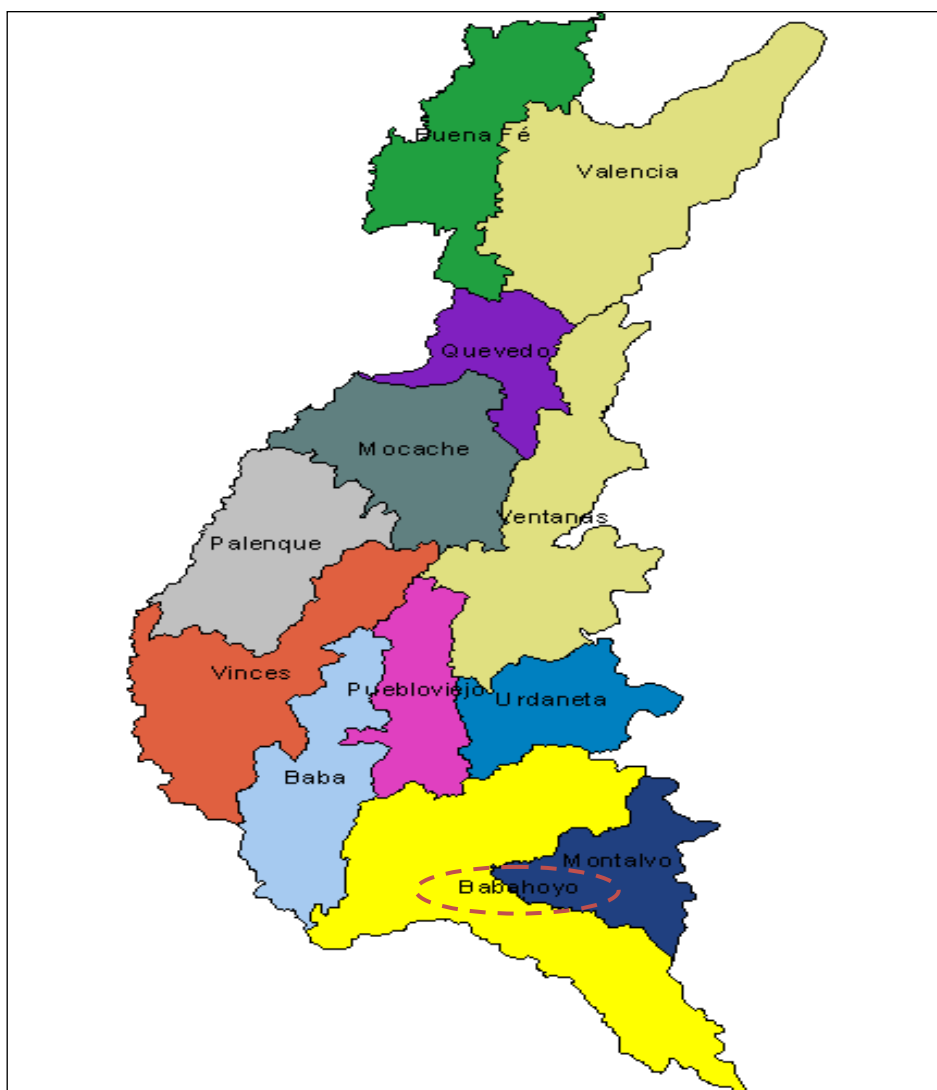 Buena Fé
Valencia
Quevedo
Mocache
Ventanas
Palenque
Vinces
Puebloviejo
Urdaneta
Baba
Montalvo
Babahoyo